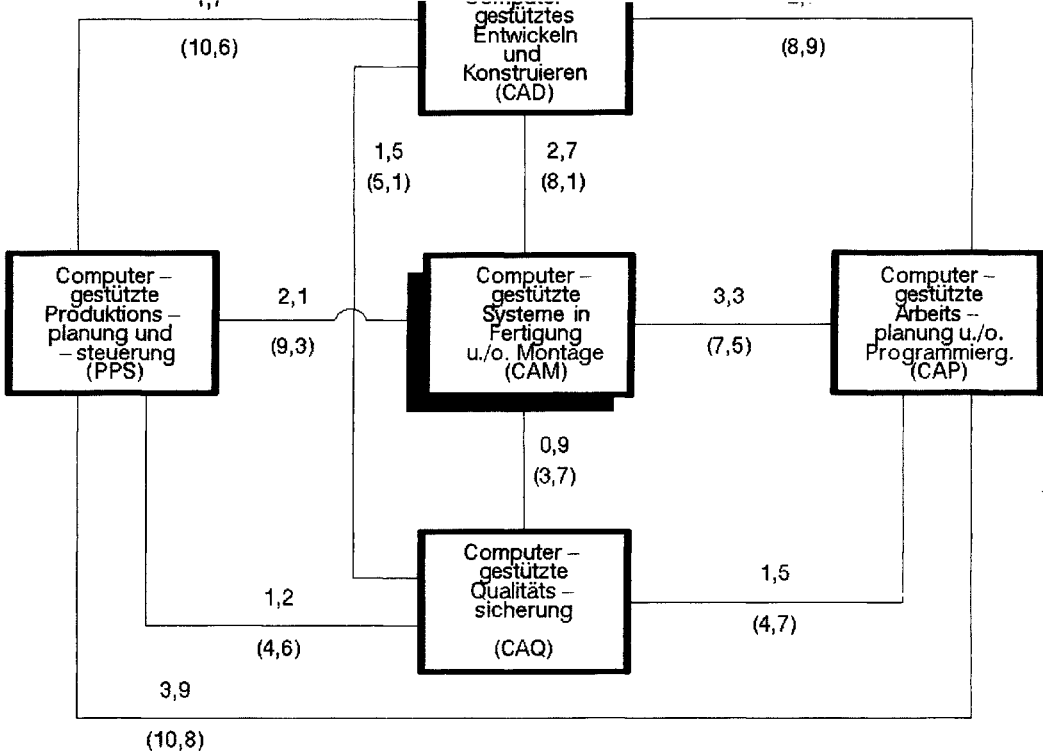 1,7
(10,6)
Computer –
gestütztes
Entwickeln
und
Konstruieren
(CAD)
(8,9)
1,5
(5,1)
2,7
(8,1)
Computer –
gestützte
Produktions –
planung und
– steuerung
(PPS)
2,1
(9,3)
Computer –
gestützte
Systeme in
Fertigung
u./o. Montage
(CAM)
3,3
(7,5)
Computer –
gestützte
Arbeits –
planung u./o.
Programmierg.
(CAP)
0,9
(3,7)
Computer –
gestützte
Qualitäts –
sicherung
(CAQ)
1,2
(4,6)
1,5
(4,7)
3,9
(10,8)